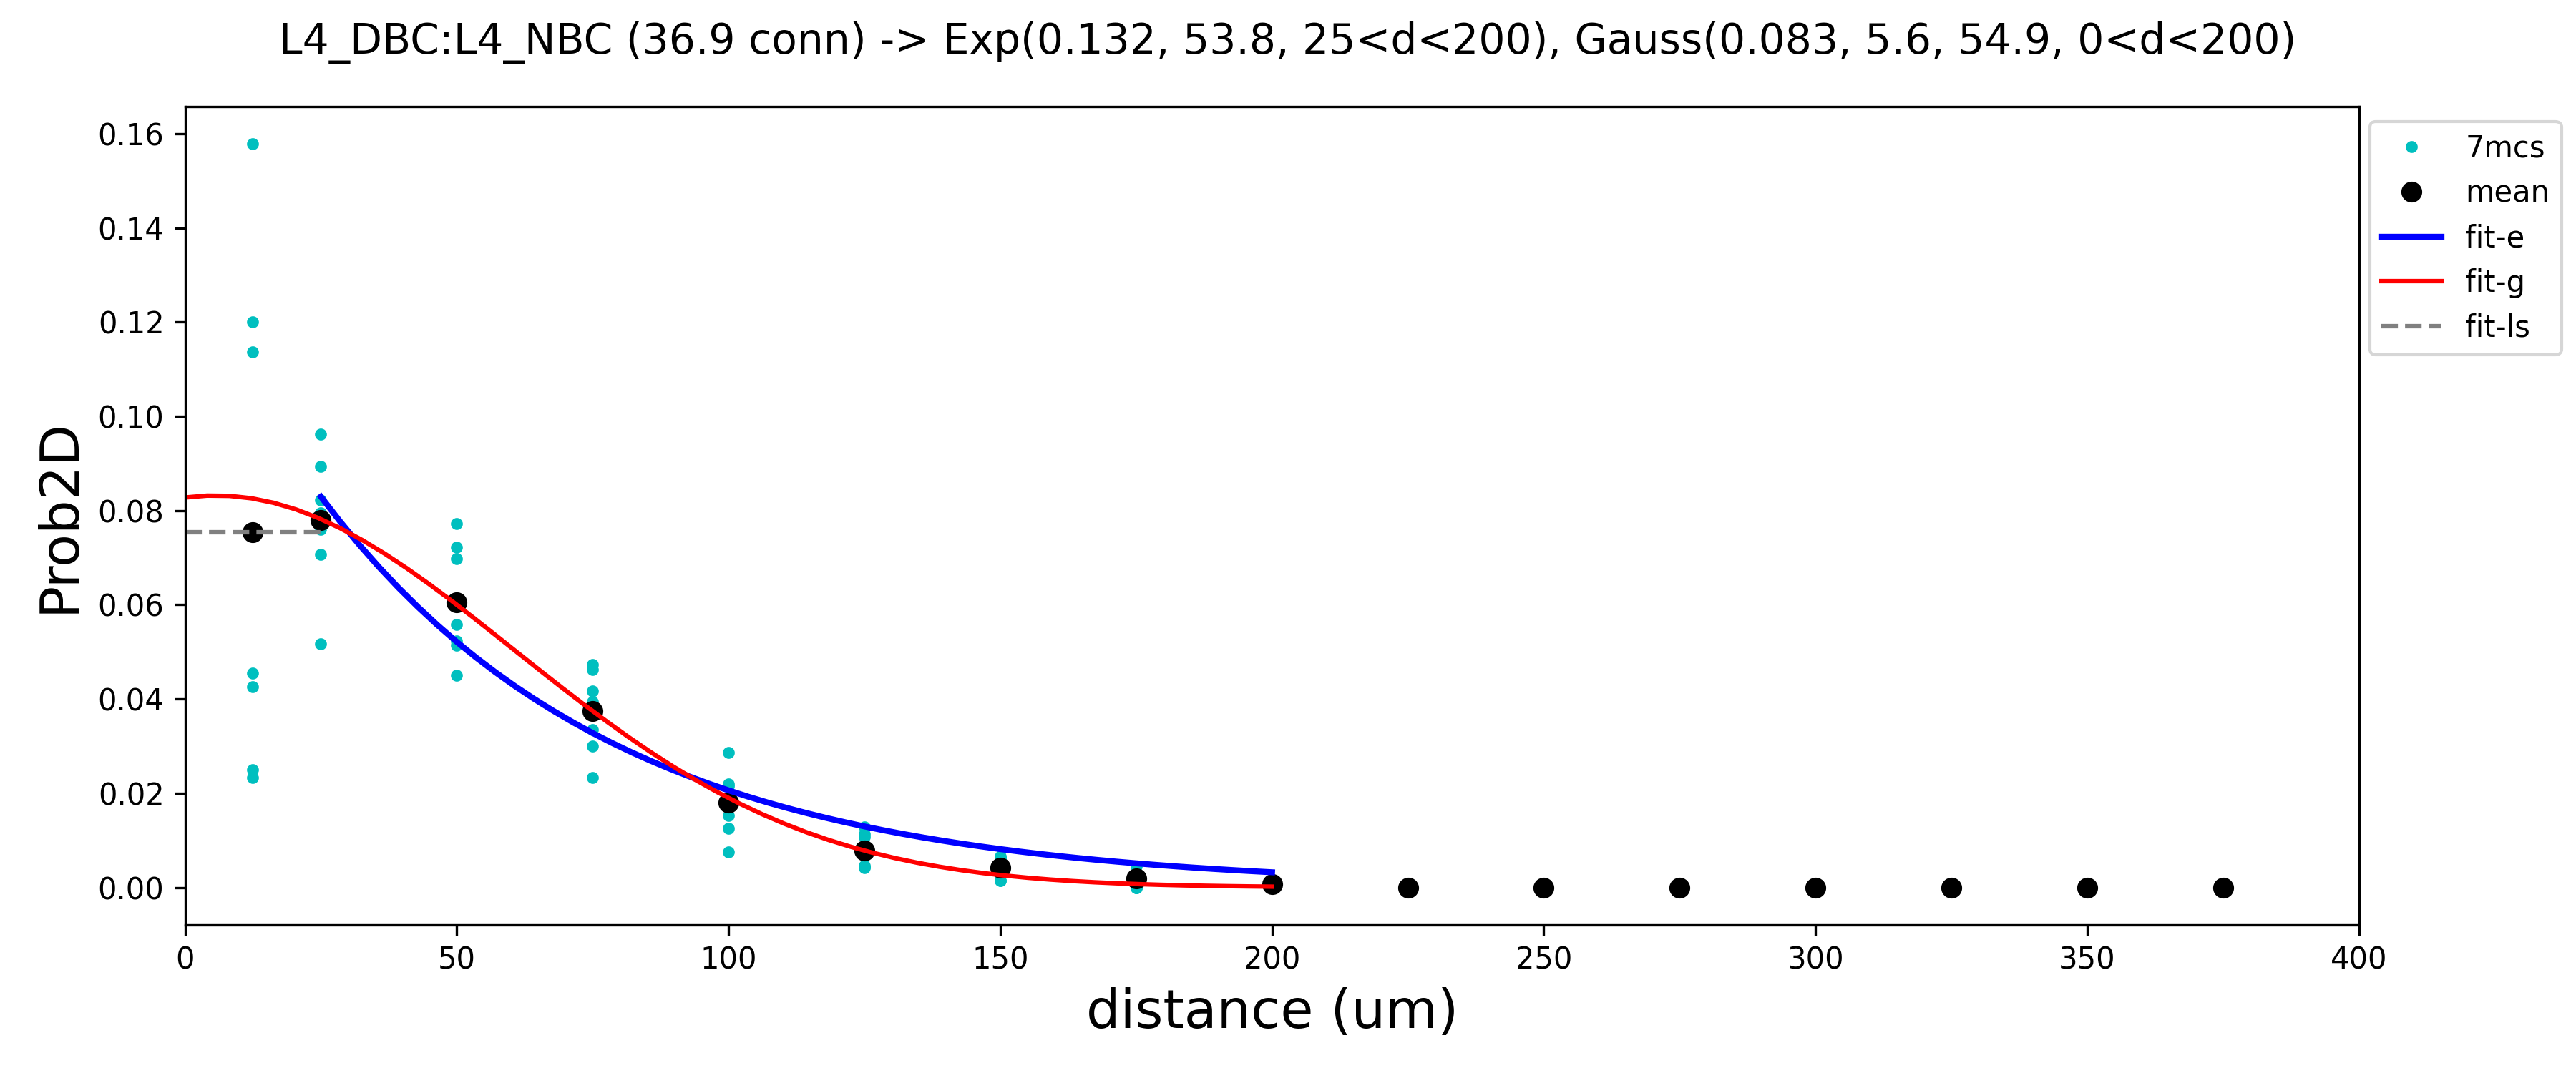 L4_DBC:L4_NBC (36.9 conn) -> Exp(0.132, 53.8, 25<d<200), Gauss(0.083, 5.6, 54.9, 0<d<200)
0.16
0.14
0.12
0.10
0.08
0.06
0.04
0.02
0.00
Prob2D
0 50 100 150 200 250 300 350 400
distance (um)
7mcs
mean
fit-e
fit-g
fit-ls